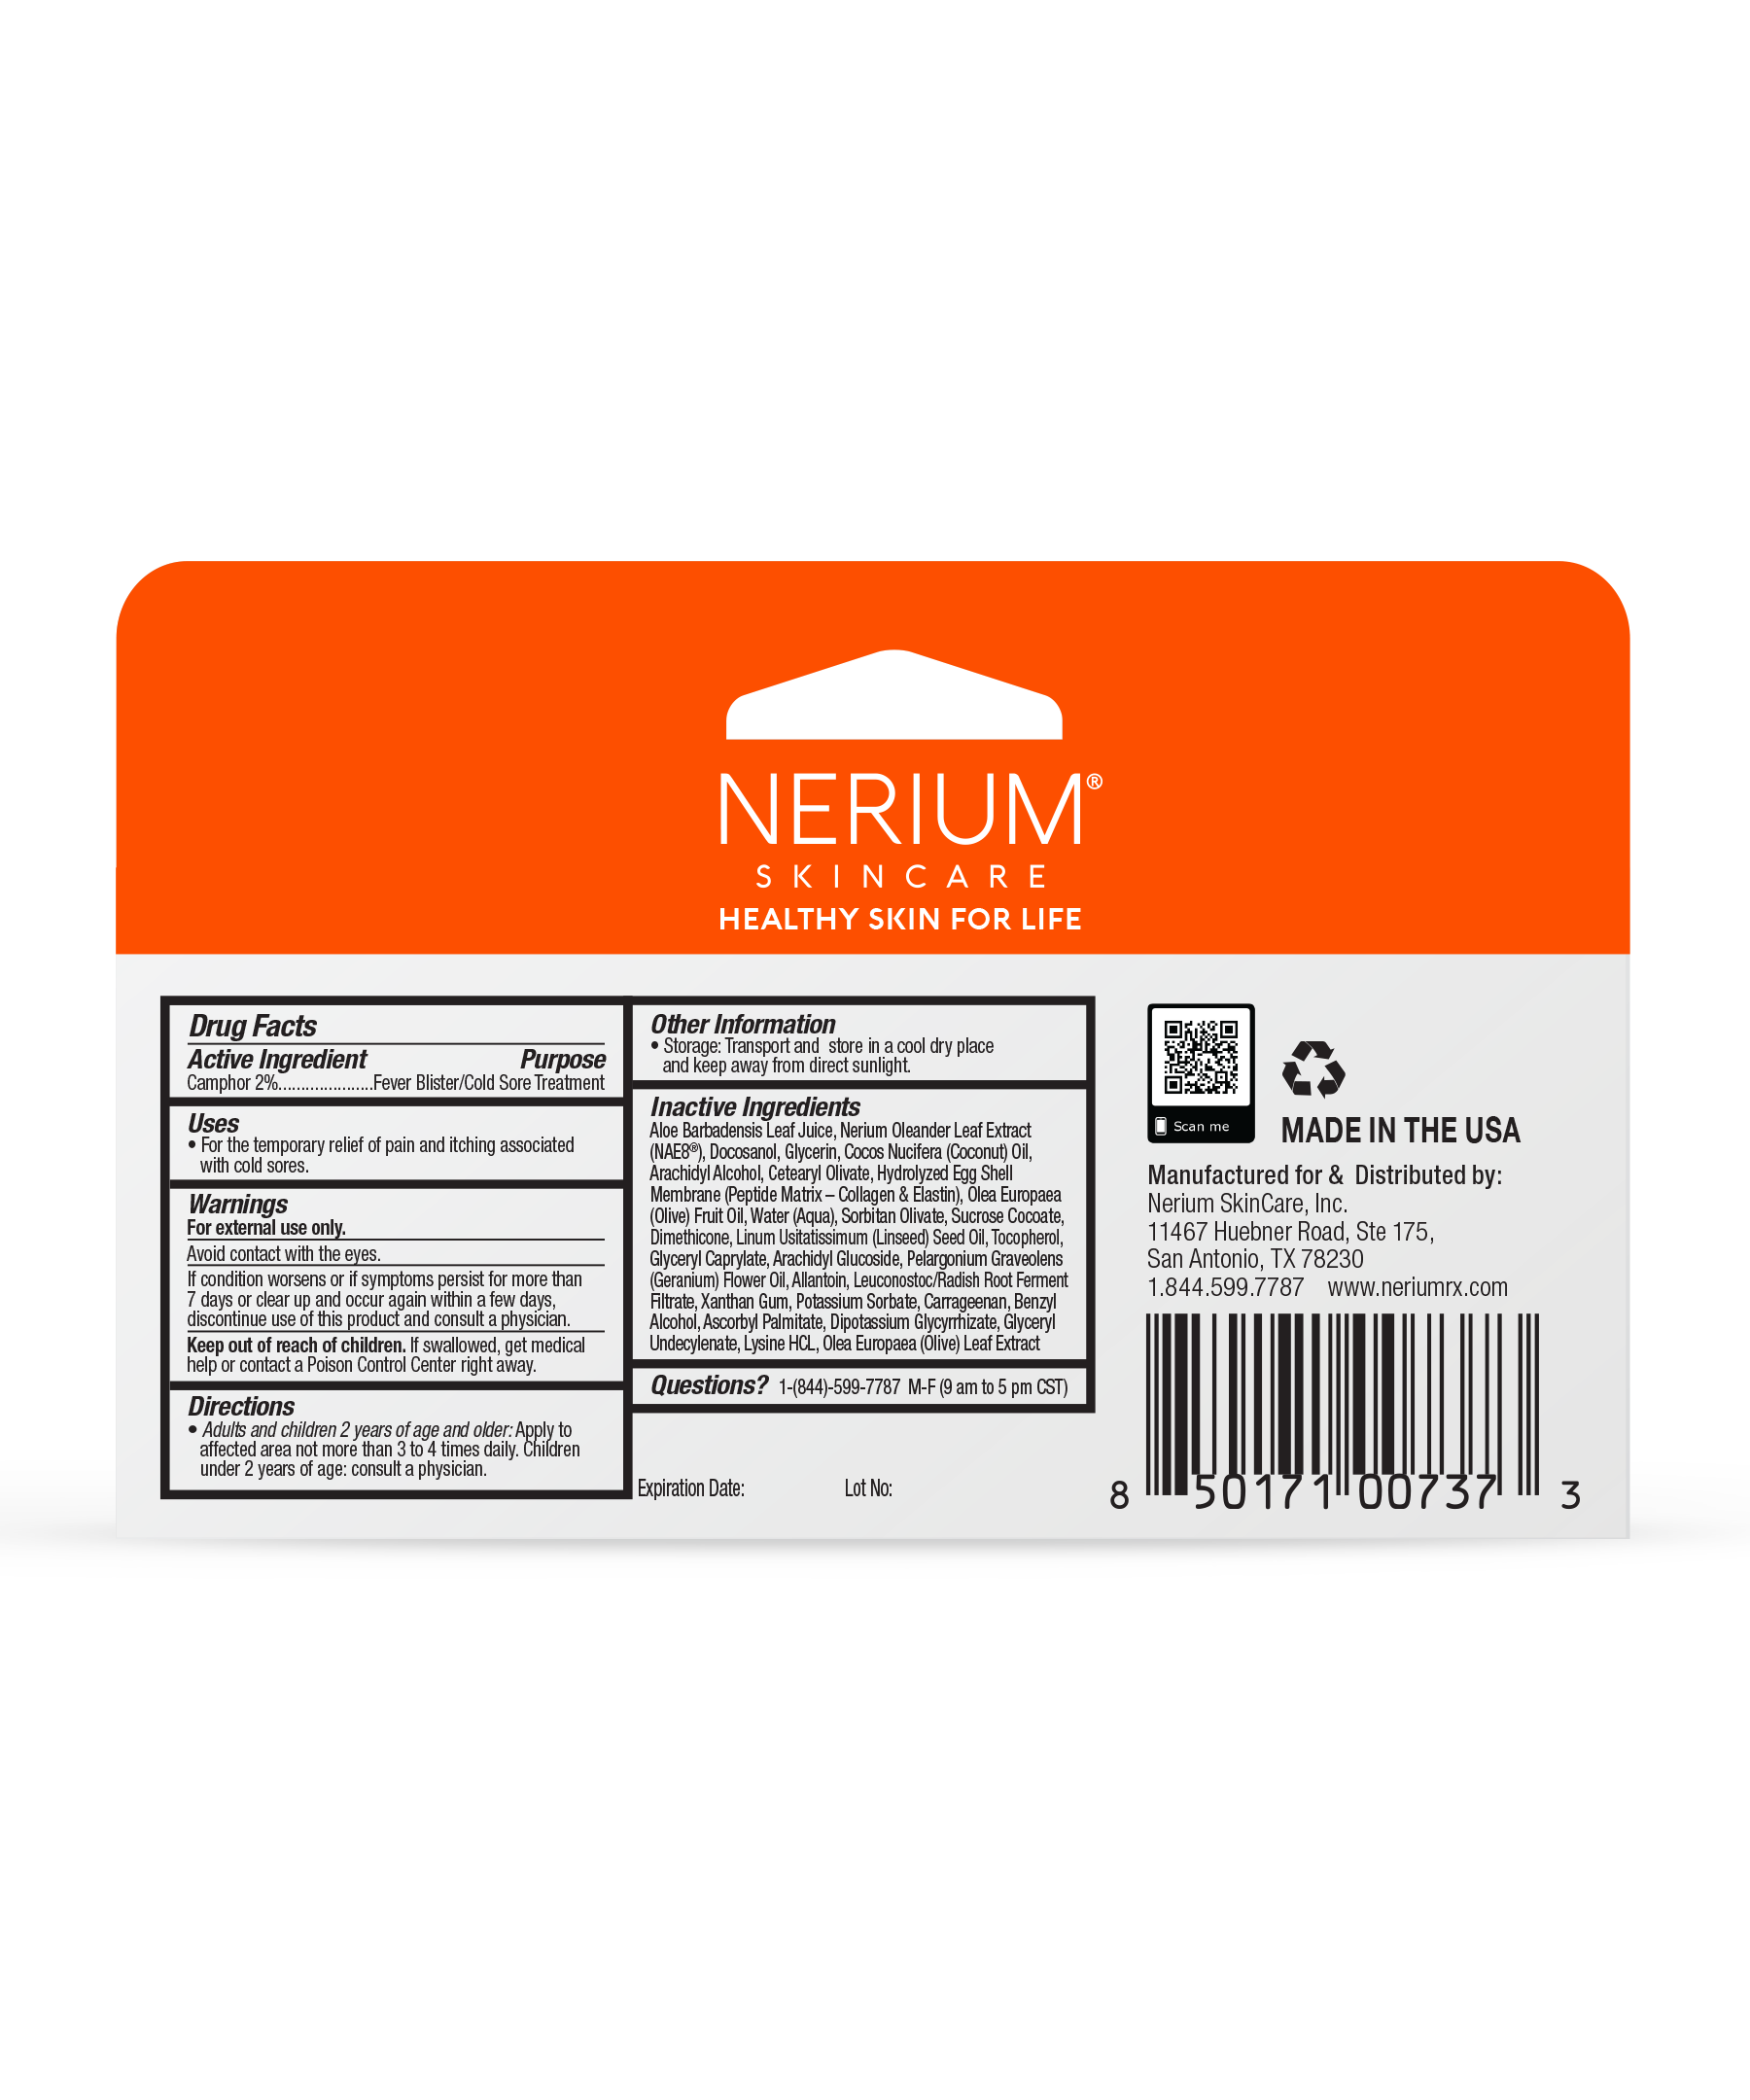 NERIUM®
SKINCARE
HEALTHY SKIN FOR LIFE
Drug Facts
Active Ingredient Purpose
Camphor 2%.....................Fever Blister/Cold Sore Treatment
Uses
• For the temporary relief of pain and itching associated
with cold sores.
Warnings
For external use only.
Avoid contact with the eyes.
If condition worsens or if symptoms persist for more than
7 days or clear up and occur again within a few days,
discontinue use of this product and consult a physician.
Keep out of reach of children. If swallowed, get medical
help or contact a Poison Control Center right away.
Directions
• Adults and children 2 years of age and older: Apply to
affected area not more than 3 to 4 times daily. Children
under 2 years of age: consult a physician.
Other Information
• Storage: Transport and store in a cool dry place
and keep away from direct sunlight.
Inactive Ingredients
Aloe Barbadensis Leaf Juice, Nerium Oleander Leaf Extract
(NAE8®), Docosanol, Glycerin, Cocos Nucifera (Coconut) Oil,
Arachidyl Alcohol, Cetearyl Olivate, Hydrolyzed Egg Shell
Membrane (Peptide Matrix – Collagen & Elastin), Olea Europaea
(Olive) Fruit Oil, Water (Aqua), Sorbitan Olivate, Sucrose Cocoate,
Dimethicone, Linum Usitatissimum (Linseed) Seed Oil, Tocopherol,
Glyceryl Caprylate, Arachidyl Glucoside, Pelargonium Graveolens
(Geranium) Flower Oil, Allantoin, Leuconostoc/Radish Root Ferment
Filtrate, Xanthan Gum, Potassium Sorbate, Carrageenan, Benzyl
Alcohol, Ascorbyl Palmitate, Dipotassium Glycyrrhizate, Glyceryl
Undecylenate, Lysine HCL, Olea Europaea (Olive) Leaf Extract
Questions? 1-(844)-599-7787 M-F (9 am to 5 pm CST)
Expiration Date: Lot No:
Scan me
MADE IN THE USA
Manufactured for & Distributed by:
Nerium SkinCare, Inc.
11467 Huebner Road, Ste 175,
San Antonio, TX 78230
1.844.599.7787 www.neriumrx.com
8 50171 00737 3